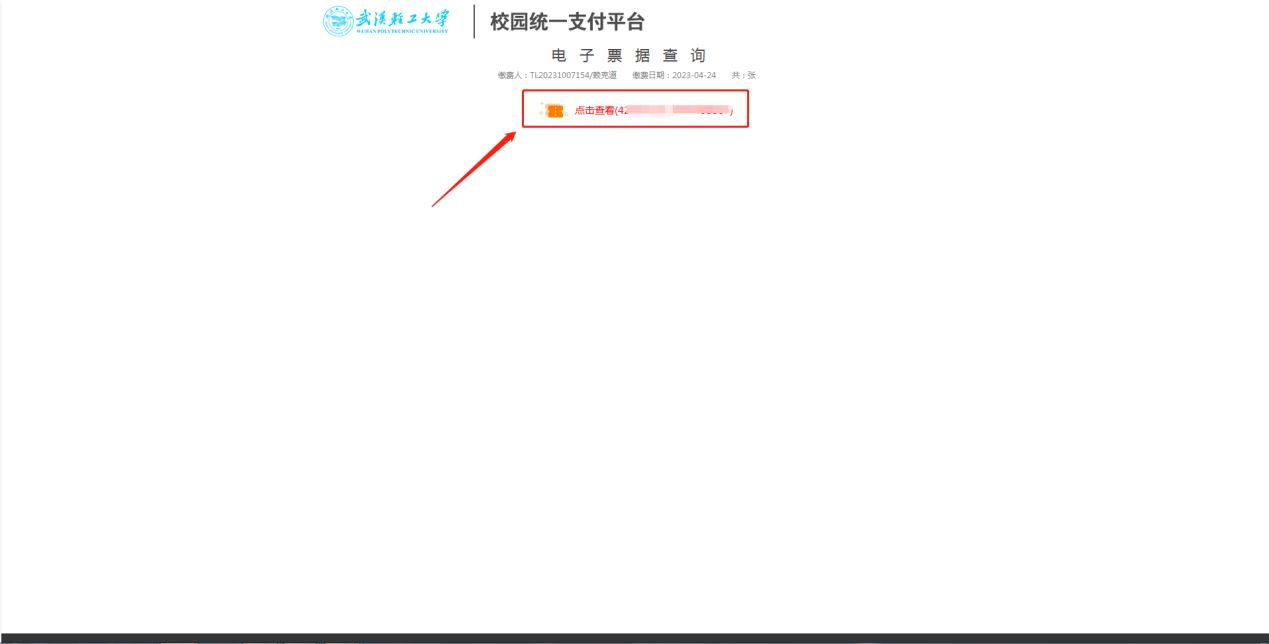 武汉轻工大学
WUHAN POLYTECHNIC UNIVERSITY
校园统一支付平台
电子票据查询
缴费人：TL20231007154/赖克道 缴费日期：2023-04-24 共：张
点击查看(42